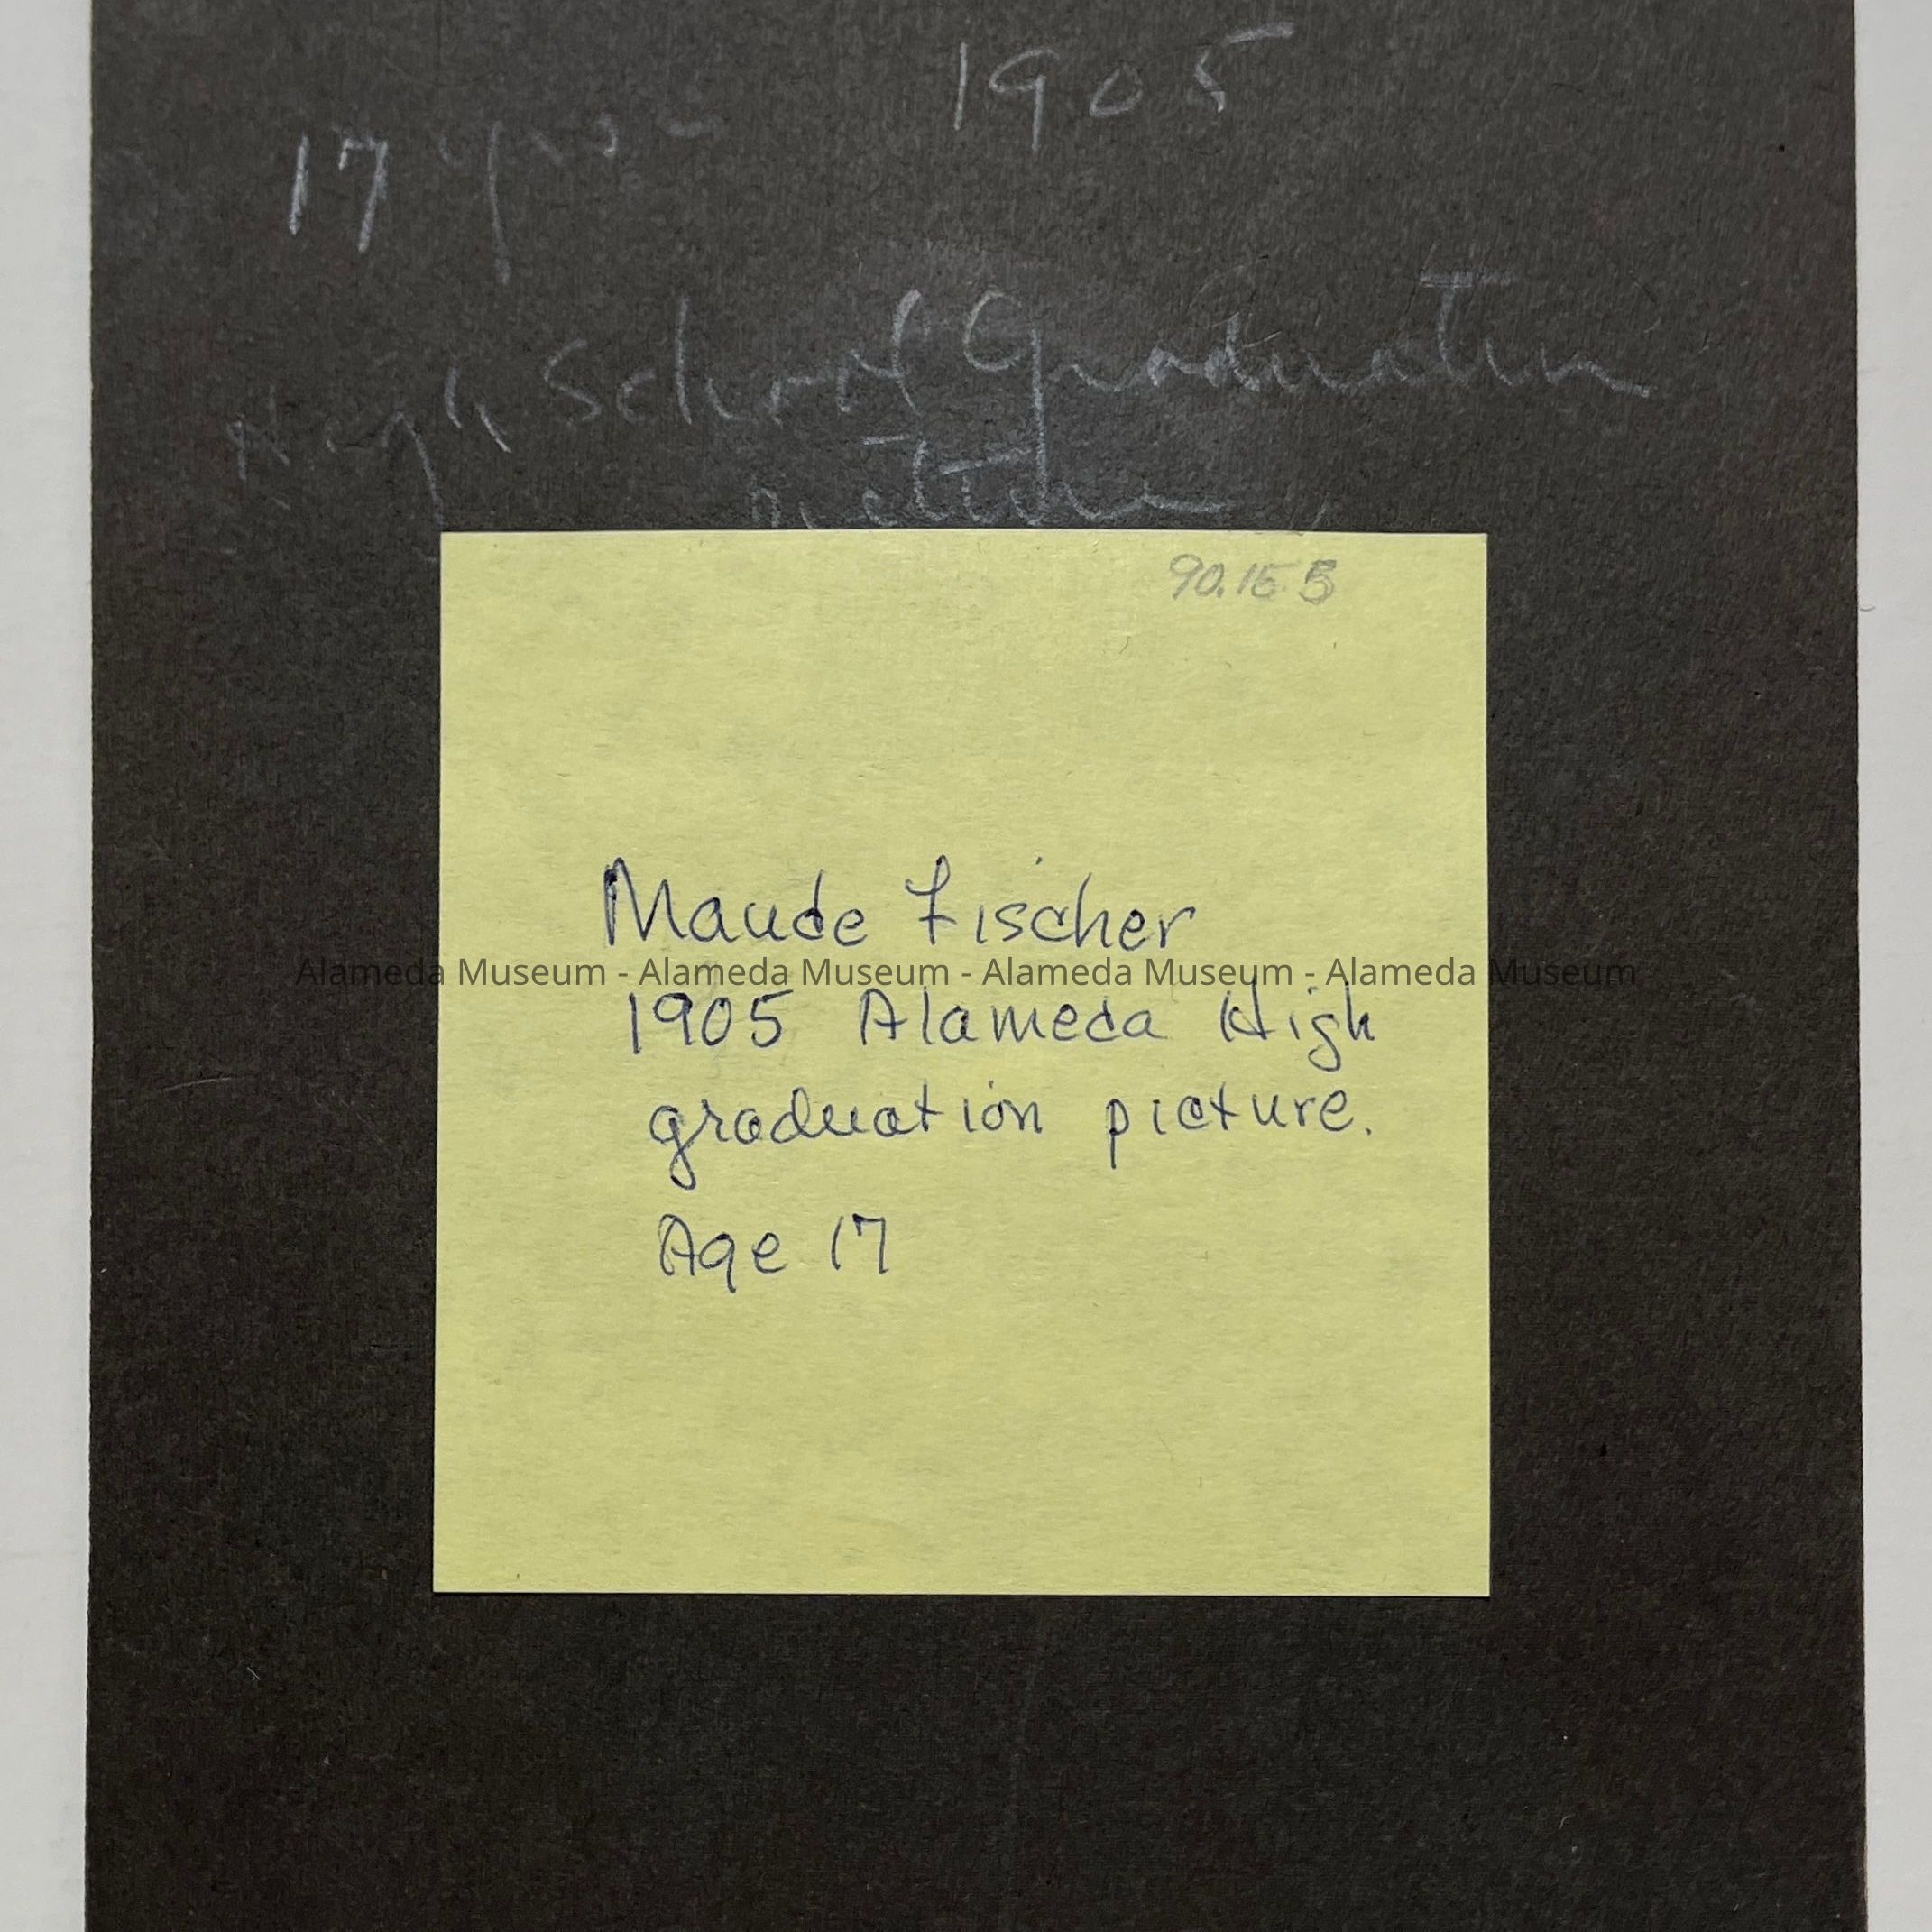 1905
17 yrs -
High School Graduation
picture
90.15 5
Maude Fischer
Alameda Museum - Alameda Museum - Alameda Museum - Alameda Museum
1905 Alameda High
graduation picture.
Age 17